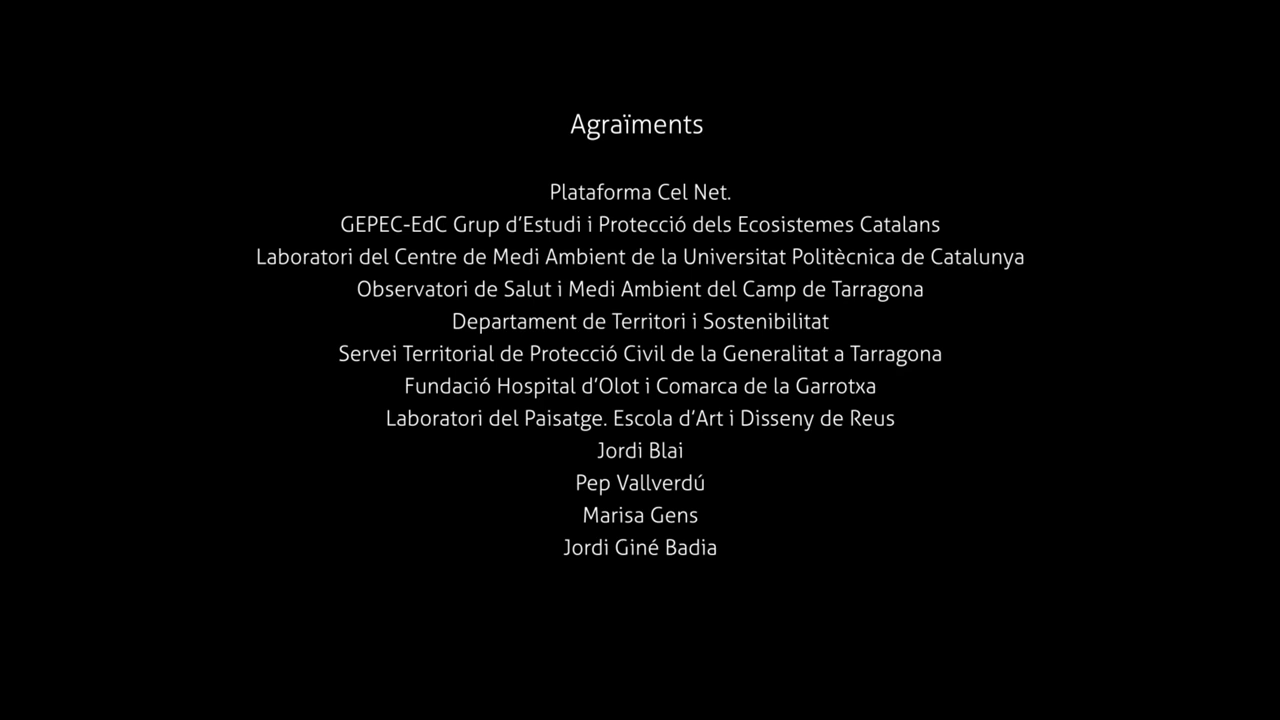 Agraïments
Plataforma Cel Net.
GEPEC-EdC Grup d’Estudi i Protecció dels Ecosistemes Catalans
Laboratori del Centre de Medi Ambient de la Universitat Politècnica de Catalunya
Observatori de Salut i Medi Ambient del Camp de Tarragona
Departament de Territori i Sostenibilitat
Servei Territorial de Protecció Civil de la Generalitat a Tarragona
Fundació Hospital d’Olot i Comarca de la Garrotxa
Laboratori del Paisatge. Escola d’Art i Disseny de Reus
Jordi Blai
Pep Vallverdú
Marisa Gens
Jordi Giné Badia